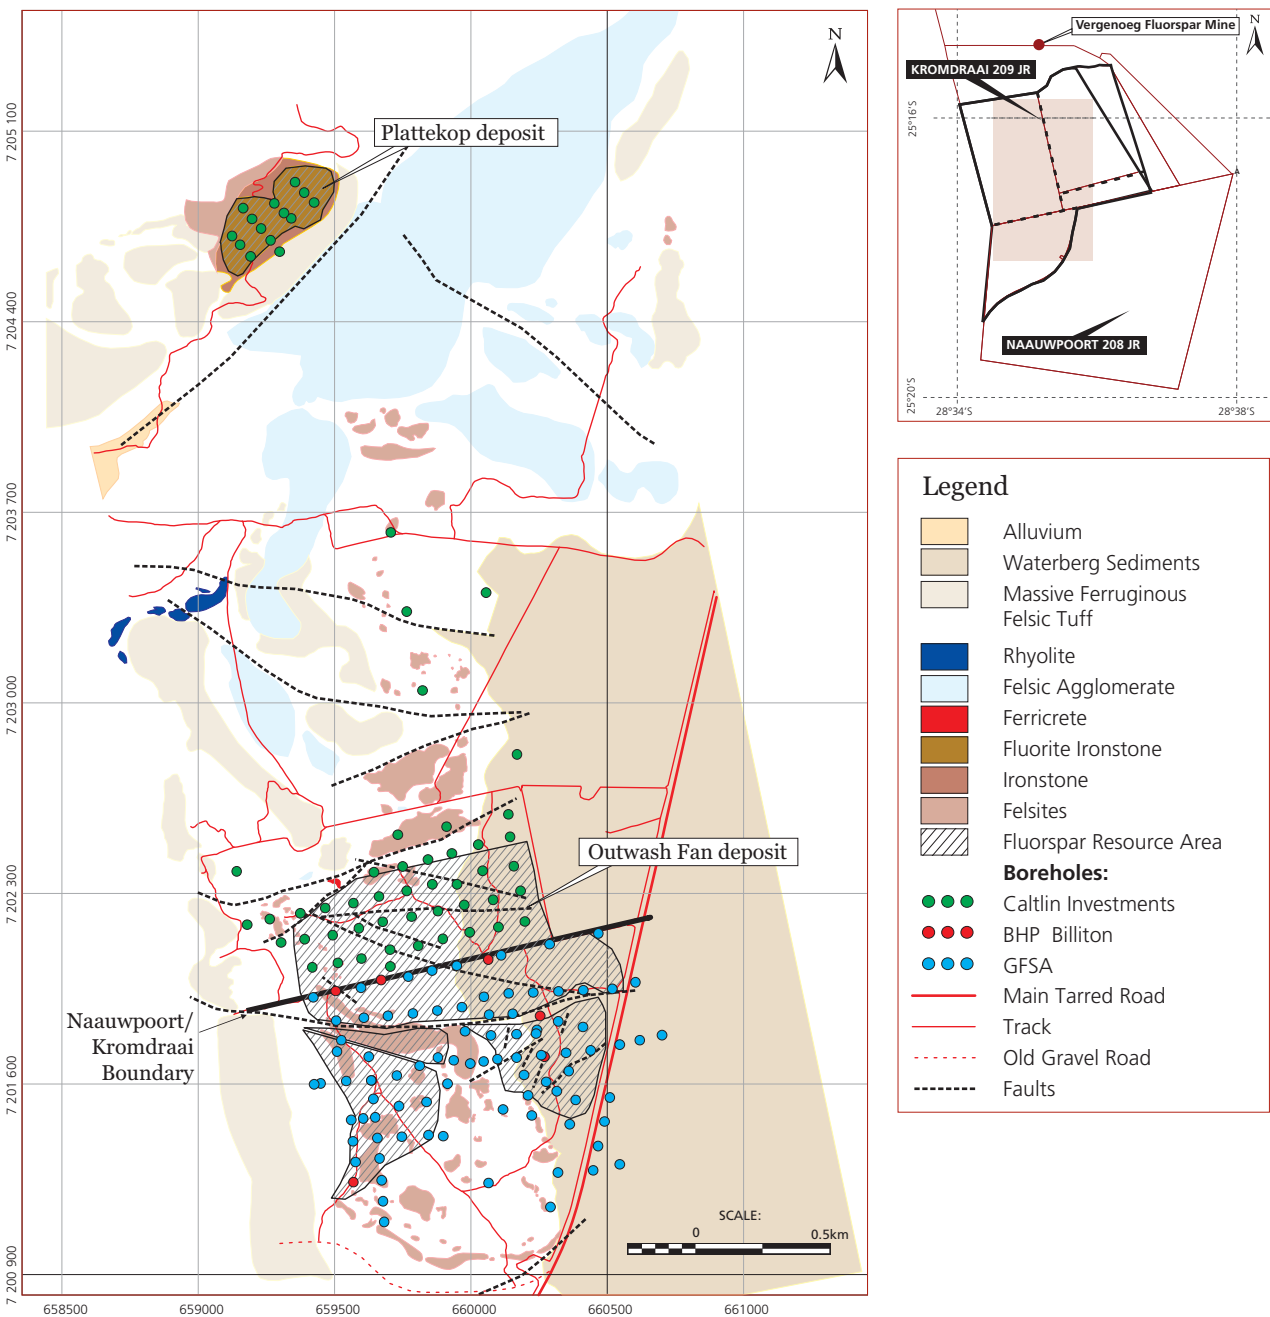 N
Plattekop deposit
Outwash Fan deposit
Naauwpoort/
Kromdraai
Boundary
SCALE:
0
0.5km
7 205 100
7 204 400
7 203 700
7 203 000
7 202 300
7 201 600
7 200 900
658500
659000
659500
660000
660500
661000
Vergenoeg Fluorspar Mine
N
KROMDRAAI 209 JR
25°16'S
NAAUWPOORT 208 JR
25°20'S
28°34'S
28°38'S
A
Legend
Alluvium
Waterberg Sediments
Massive Ferruginous
Felsic Tuff
Rhyolite
Felsic Agglomerate
Ferricrete
Fluorite Ironstone
Ironstone
Felsites
Fluorspar Resource Area
Boreholes:
Caltlin Investments
BHP Billiton
GFSA
Main Tarred Road
Track
Old Gravel Road
Faults